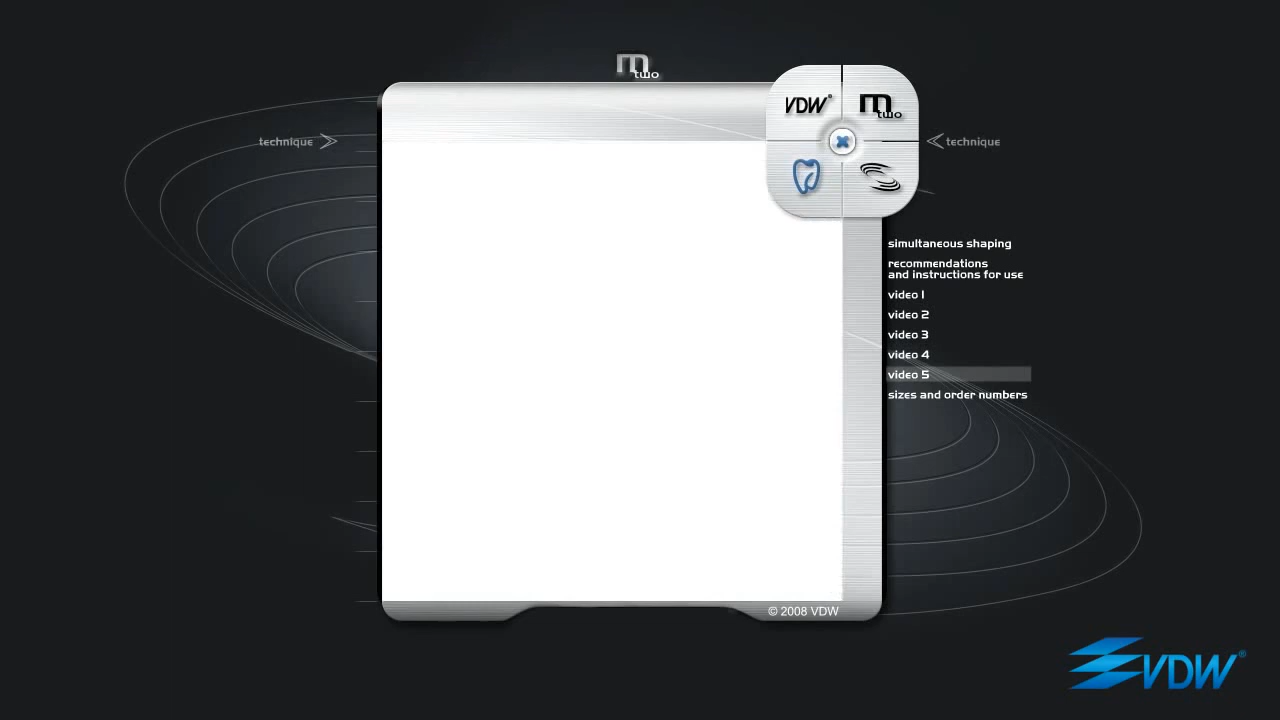 m
two
VDW®
m
two
technique
technique
simultaneous shaping
recommendations
and instructions for use
video 1
video 2
video 3
video 4
video 5
sizes and order numbers
© 2008 VDW
VDW®